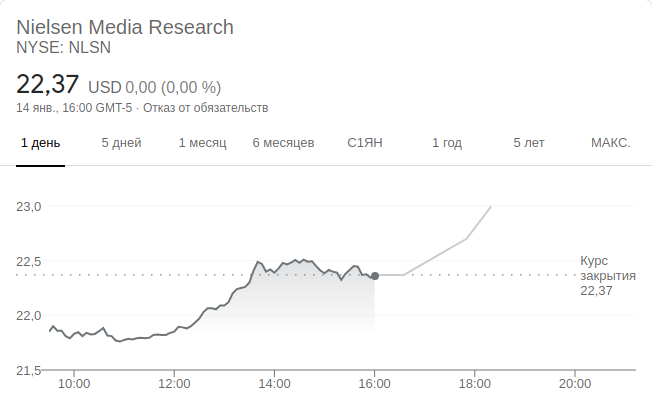 Nielsen Media Research
NYSE: NLSN
22,37 USD 0,00 (0,00 %)
14 янв., 16:00 GMT-5 · Отказ от обязательств
1 день 5 дней 1 месяц 6 месяцев С1ЯН 1 год 5 лет МАКС.
23,0
22,5
Курс
закрытия
22,37
22,0
21,5
10:00 12:00 14:00 16:00 18:00 20:00